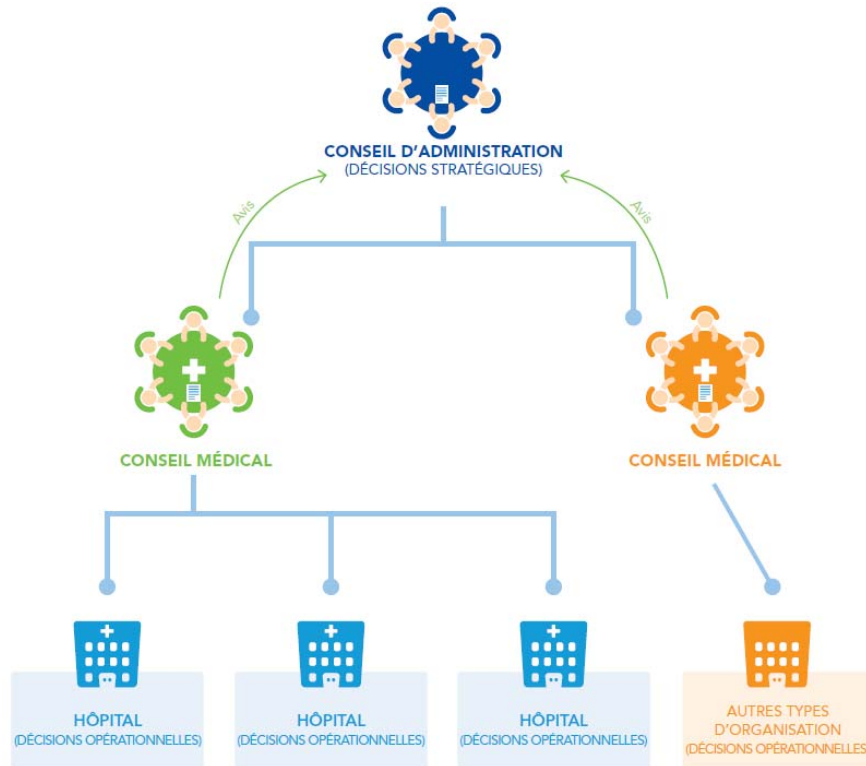 CONSEIL D'ADMINISTRATION
(DÉCISIONS STRATÉGIQUES)
Avis
Avis
CONSEIL MÉDICAL
CONSEIL MÉDICAL
HÔPITAL
(DÉCISIONS OPÉRATIONNELLES)
HÔPITAL
(DÉCISIONS OPÉRATIONNELLES)
HÔPITAL
(DÉCISIONS OPÉRATIONNELLES)
AUTRES TYPES
D'ORGANISATION
(DÉCISIONS OPÉRATIONNELLES